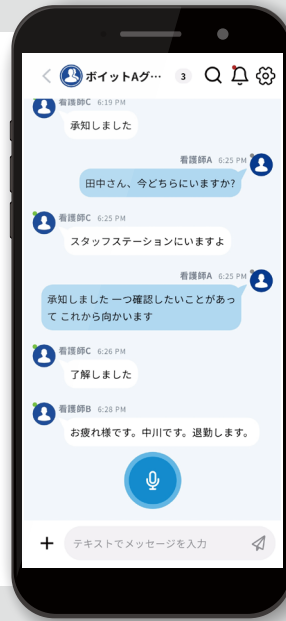 ボイットAグ…
3
看護師C 6:19 PM
承知しました
看護師A 6:25 PM
田中さん、今どちらにいますか?
看護師C 6:25 PM
スタッフステーションにいますよ
看護師A 6:25 PM
承知しました 一つ確認したいことがあっ
て これから向かいます
看護師C 6:26 PM
了解しました
看護師B 6:28 PM
お疲れ様です。中川です。退勤します。
テキストでメッセージを入力